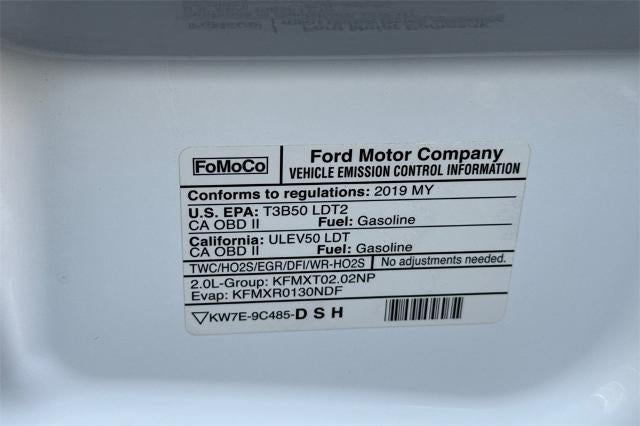 FoMoCo
Ford Motor Company
VEHICLE EMISSION CONTROL INFORMATION
Conforms to regulations: 2019 MY
U.S. EPA: T3B50 LDT2
CA OBD II Fuel: Gasoline
California: ULEV50 LDT
CA OBD II Fuel: Gasoline
TWC/HO2S/EGR/DFI/WR-HO2S No adjustments needed.
2.0L-Group: KFMXT02.02NP
Evap: KFMXR0130NDF
KW7E-9C485-D S H